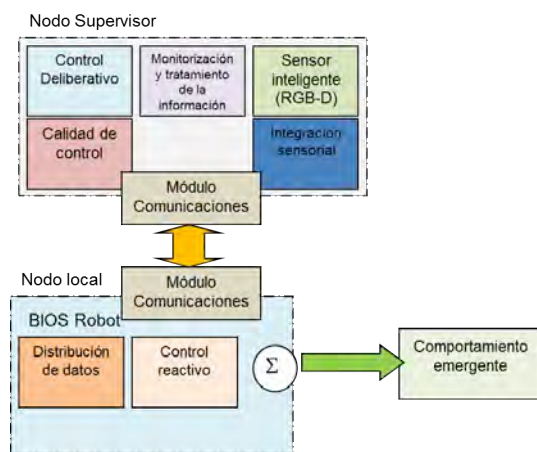 Nodo Supervisor
Control
Deliberativo
Monitorización
y tratamiento
de la
información
Sensor
inteligente
(RGB-D)
Calidad de
control
Integración
sensorial
Módulo
Comunicaciones
Módulo
Comunicaciones
Nodo local
BIOS Robot
Distribución
de datos
Control
reactivo
Σ
Comportamiento
emergente